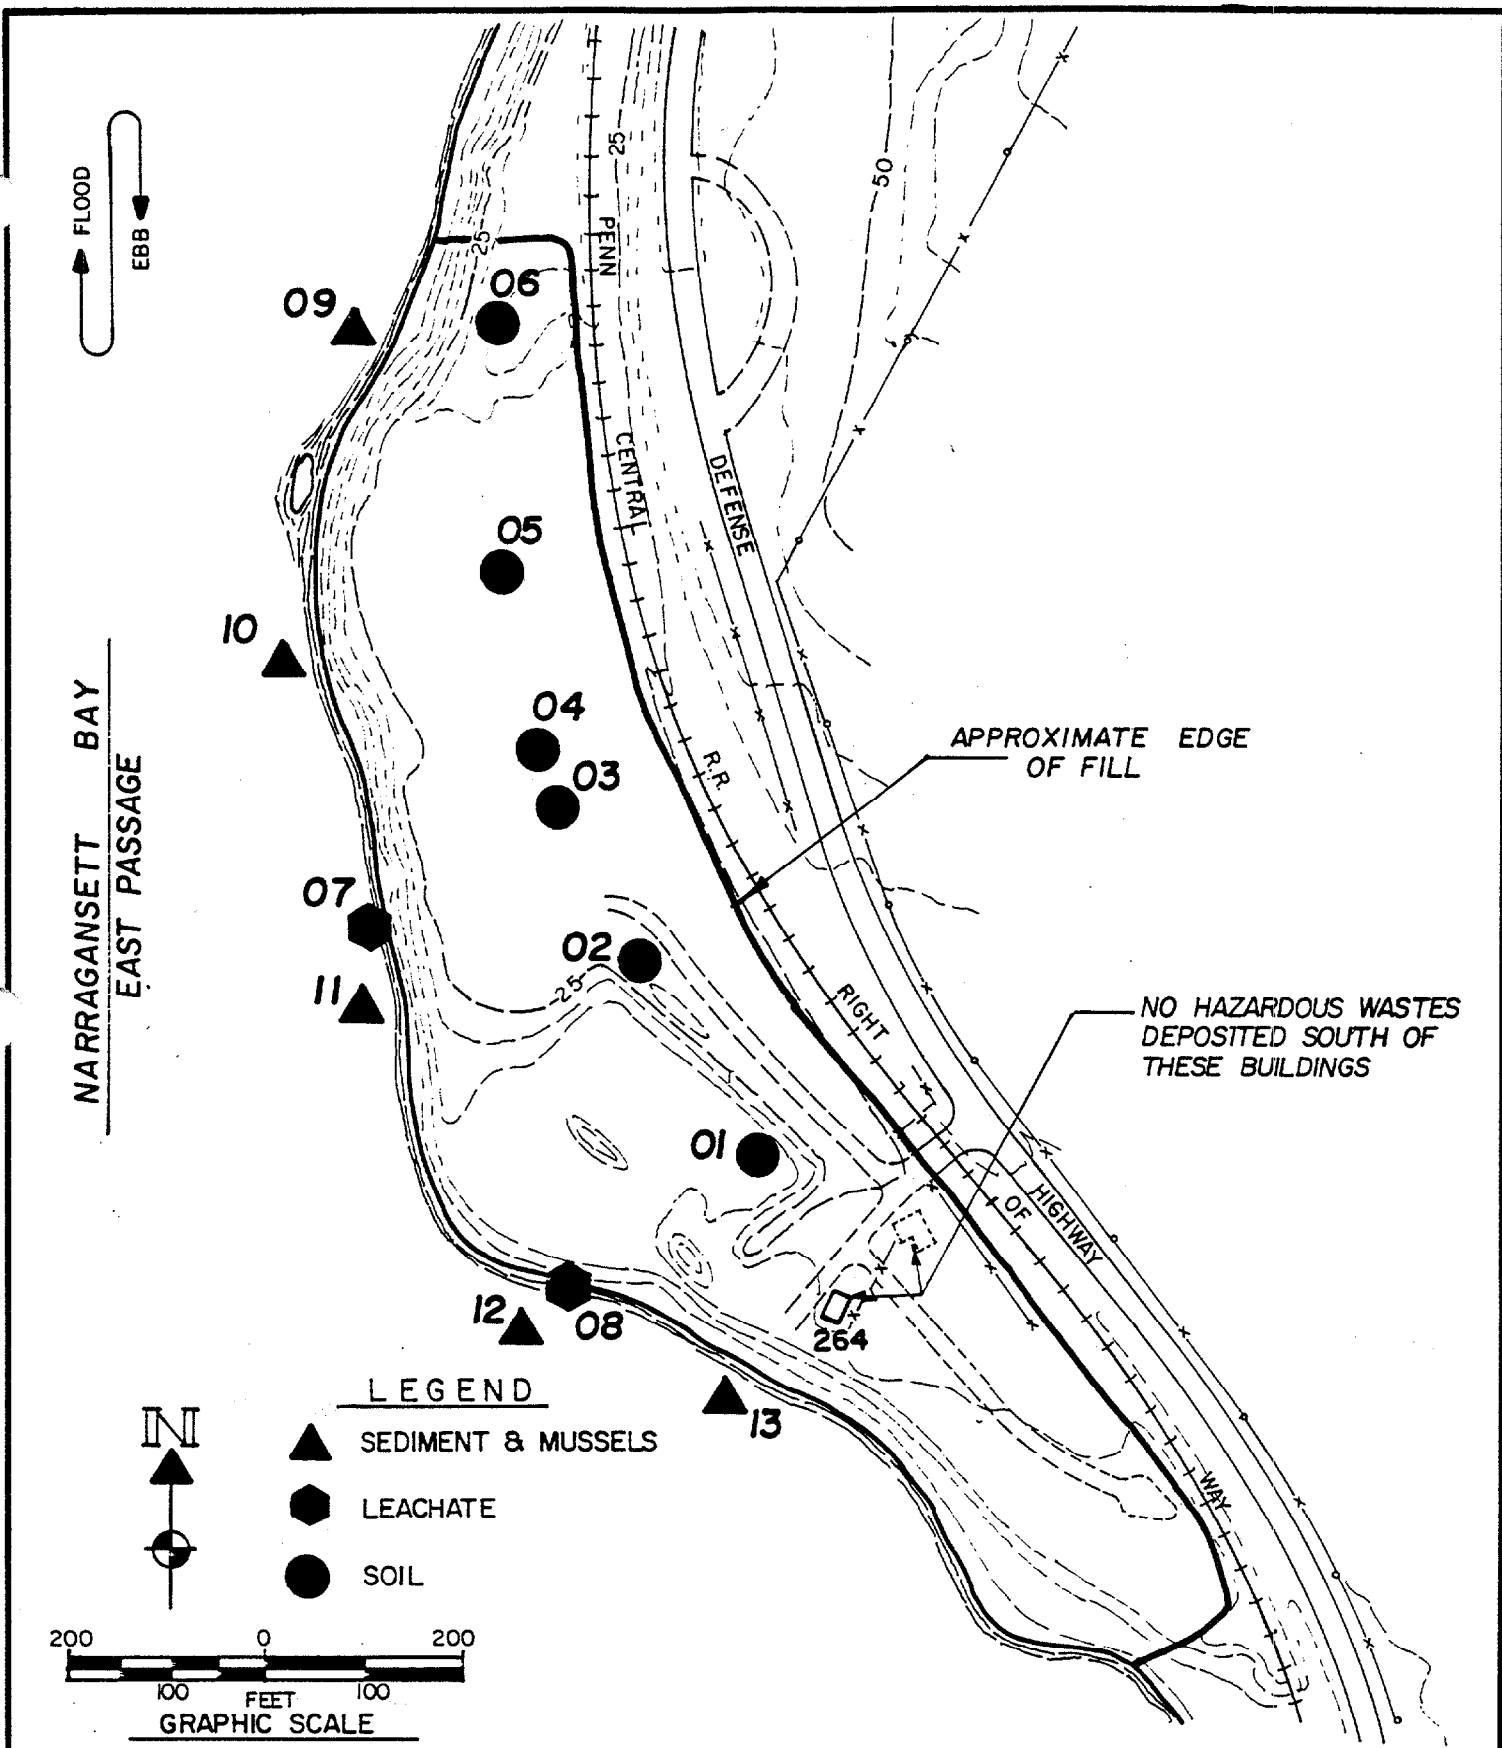 FLOOD
EBB
25
50
PENN
25
06
09
CENTRAL
DEFENSE
05
10
04
03
R.R.
APPROXIMATE EDGE
OF FILL
NARRAGANSETT BAY
EAST PASSAGE
07
02
11
25
RIGHT
NO HAZARDOUS WASTES
DEPOSITED SOUTH OF
THESE BUILDINGS
01
OF
HIGHWAY
12
08
264
13
WAY
LEGEND
N
SEDIMENT & MUSSELS
LEACHATE
SOIL
200 0 200
100 FEET 100
GRAPHIC SCALE